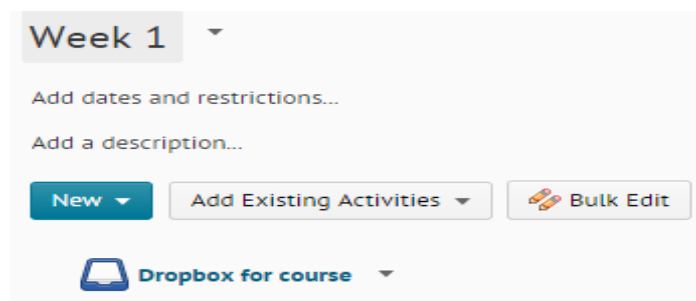 Week 1
Add dates and restrictions...
Add a description...
New Add Existing Activities Bulk Edit
Dropbox for course